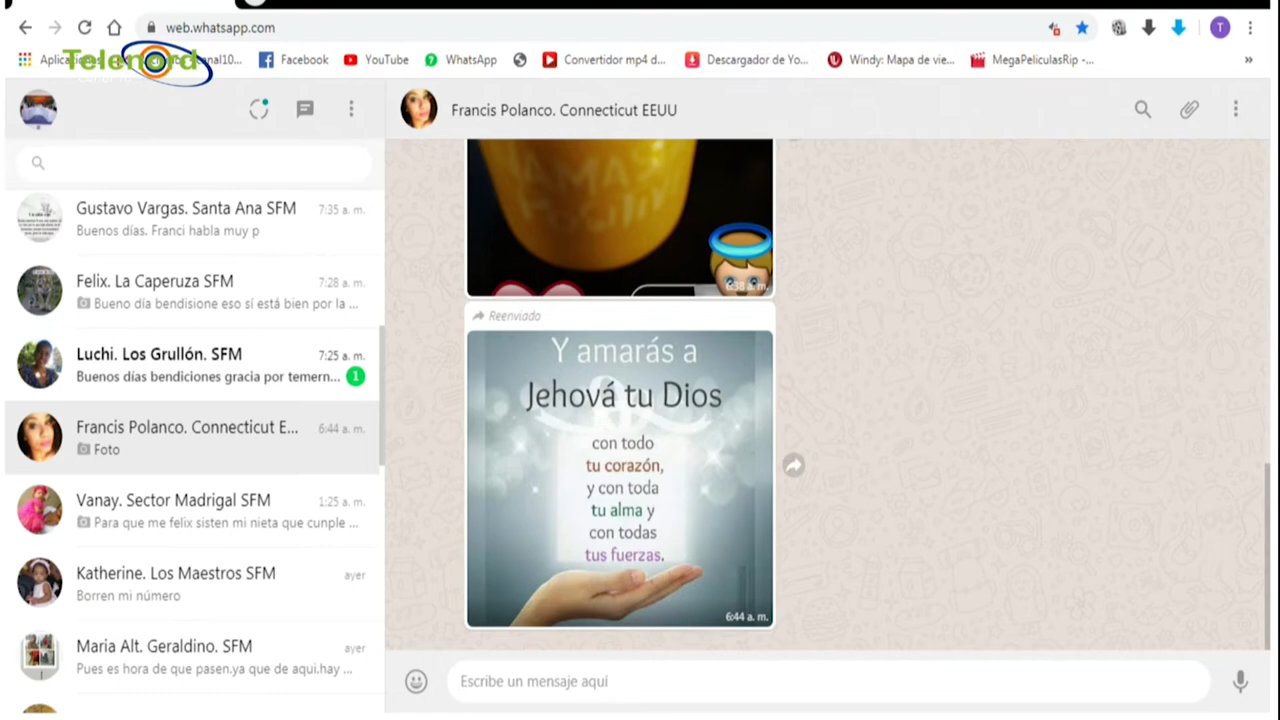 web.whatsapp.com
T
Telenord
Facebook
YouTube
WhatsApp
Convertidor mp4 d...
Descargador de Yo...
Windy: Mapa de vie...
MegaPeliculasRip -...
»
Gustavo Vargas. Santa Ana SFM 7:35 a. m.
Buenos días. Franci habla muy p
Felix. La Caperuza SFM 7:28 a. m.
Bueno día bendisione eso si está bien por la ...
Luchi. Los Grullón. SFM 7:25 a. m.
Buenos días bendiciones gracia por temern... 1
Francis Polanco. Connecticut E... 6:44 a. m.
Foto
Vanay. Sector Madrigal SFM 1:25 a. m.
Para que me felix sisten mi nieta que cunple ...
Katherine. Los Maestros SFM ayer
Borren mi número
Maria Alt. Geraldino. SFM ayer
Pues es hora de que pasen.ya que de aqui.hay ...
Francis Polanco. Connecticut EEUU
6:38 a. m.
Reenviado
Y amarás a
Jehová tu Dios
con todo
tu corazón,
y con toda
tu alma y
con todas
tus fuerzas.
6:44 a. m.
Escribe un mensaje aquí